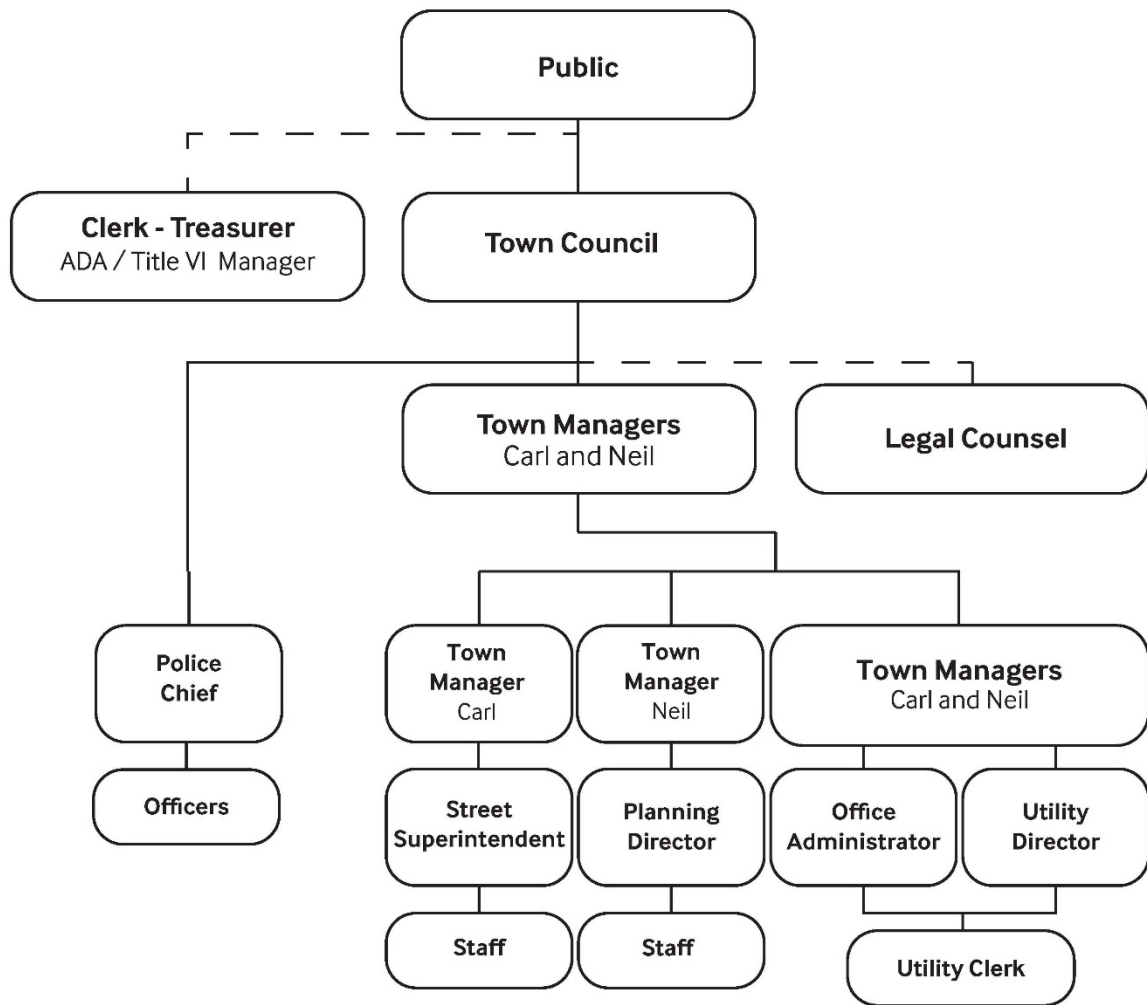 Public
Clerk - Treasurer
ADA / Title VI Manager
Town Council
Town Managers
Carl and Neil
Legal Counsel
Police
Chief
Town
Manager
Carl
Town
Manager
Neil
Town Managers
Carl and Neil
Officers
Street
Superintendent
Planning
Director
Office
Administrator
Utility
Director
Staff
Staff
Utility Clerk